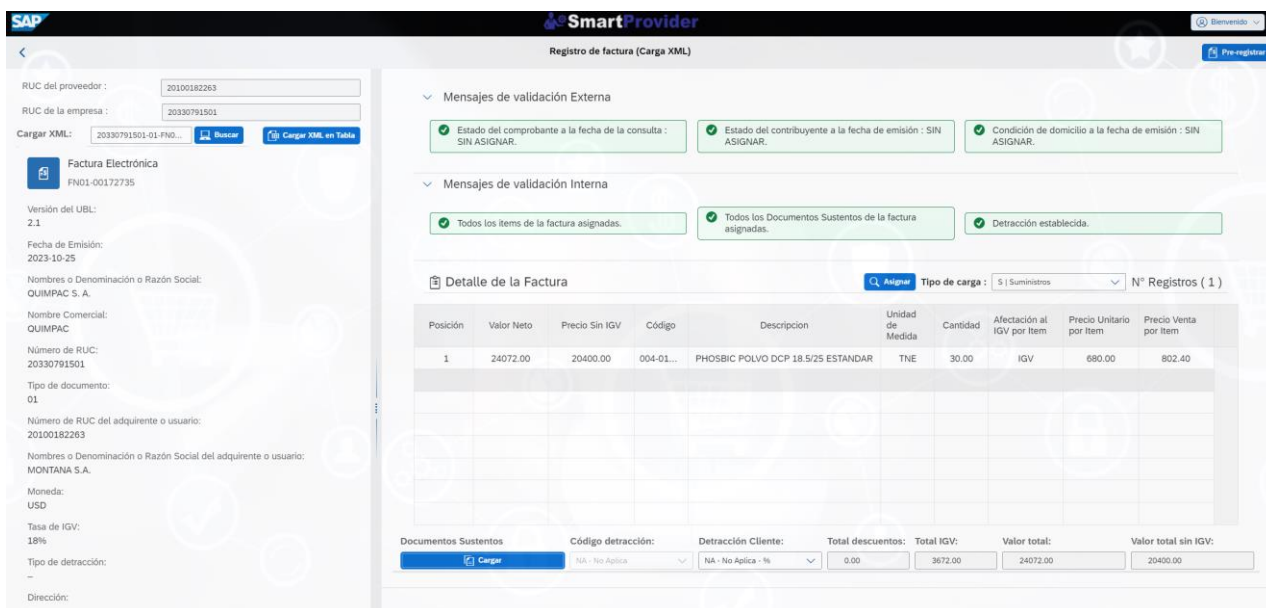 SAP
SmartProvider
Bienvenido
Registro de factura (Carga XML)
Pre-registrar
RUC del proveedor :
20100182263
RUC de la empresa :
20330791501
Cargar XML:
20330791501-01-FN0...
Buscar
Cargar XML en Tabla
Factura Electrónica
FN01-00172735
Versión del UBL:
2.1
Fecha de Emisión:
2023-10-25
Nombres o Denominación o Razón Social:
QUIMPAC S. A.
Nombre Comercial:
QUIMPAC
Número de RUC:
20330791501
Tipo de documento:
01
Número de RUC del adquirente o usuario:
20100182263
Nombres o Denominación o Razón Social del adquirente o usuario:
MONTANA S.A.
Moneda:
USD
Tasa de IGV:
18%
Tipo de detracción:
–
Dirección:
Mensajes de validación Externa
Estado del comprobante a la fecha de la consulta :
SIN ASIGNAR.
Estado del contribuyente a la fecha de emisión : SIN
ASIGNAR.
Condición de domicilio a la fecha de emisión : SIN
ASIGNAR.
Mensajes de validación Interna
Todos los items de la factura asignadas.
Todos los Documentos Sustentos de la factura
asignadas.
Detracción establecida.
Detalle de la Factura
Asignar
Tipo de carga :
S | Suministros
N° Registros ( 1 )
Posición
Valor Neto
Precio Sin IGV
Código
Descripcion
Unidad
de
Medida
Cantidad
Afectación al
IGV por Item
Precio Unitario
por Item
Precio Venta
por Item
1
24072.00
20400.00
004-01...
PHOSBIC POLVO DCP 18.5/25 ESTANDAR
TNE
30.00
IGV
680.00
802.40
Documentos Sustentos
Código detracción:
Detracción Cliente:
Total descuentos:
Total IGV:
Valor total:
Valor total sin IGV:
Cargar
NA - No Aplica
NA - No Aplica - %
0.00
3672.00
24072.00
20400.00